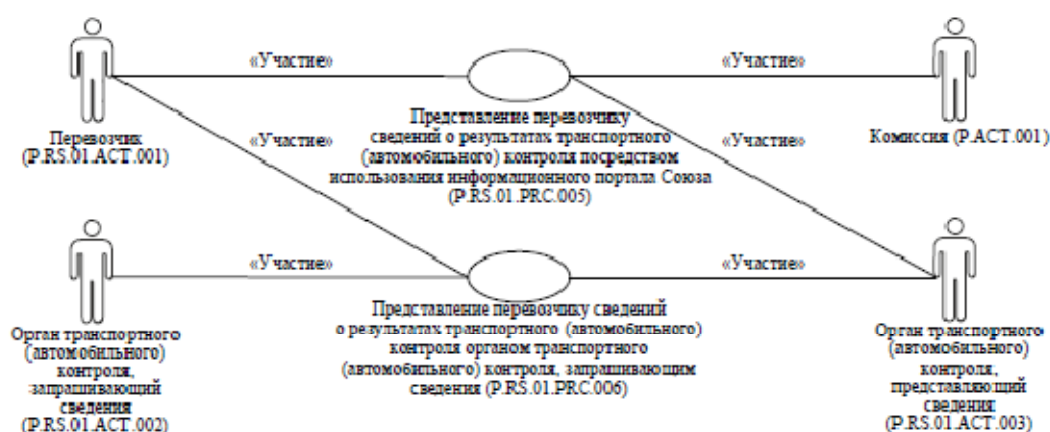 «Участие»
«Участие»
Перевозчик
(P.RS.01.ACT.001)
Представление перевозчику
сведений о результатах транспортного
(автомобильного) контроля посредством
использования информационного портала Союза
(P.RS.01.PRC.005)
Комиссия (P.ACT.001)
«Участие»
«Участие»
«Участие»
«Участие»
Орган транспортного
(автомобильного)
контроля,
запрашивающий
сведения
(P.RS.01.ACT.002)
Представление перевозчику сведений
о результатах транспортного (автомобильного)
контроля органом транспортного
(автомобильного) контроля, запрашивающим
сведения (P.RS.01.PRC.006)
Орган транспортного
(автомобильного)
контроля,
представляющий
сведения
(P.RS.01.ACT.003)